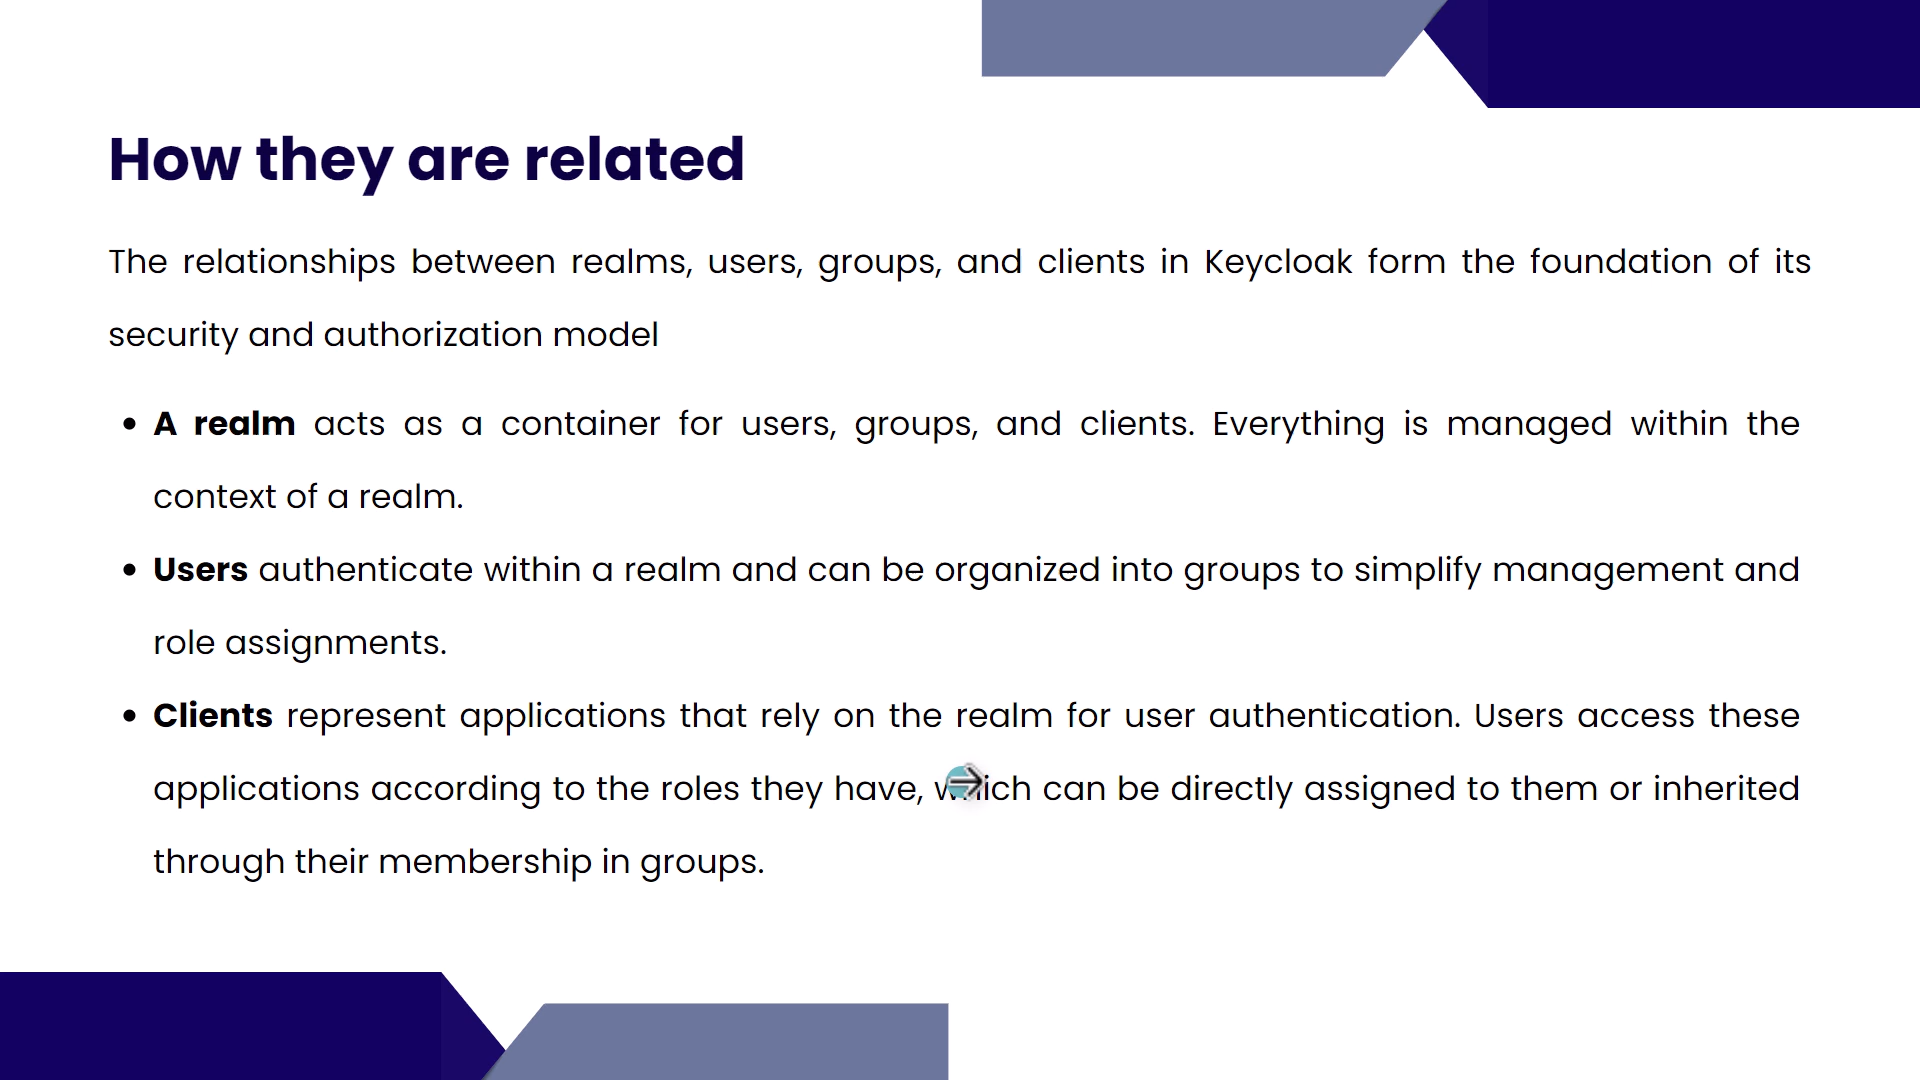 How they are related
The relationships between realms, users, groups, and clients in Keycloak form the foundation of its
security and authorization model
• A realm acts as a container for users, groups, and clients. Everything is managed within the
context of a realm.
• Users authenticate within a realm and can be organized into groups to simplify management and
role assignments.
• Clients represent applications that rely on the realm for user authentication. Users access these
applications according to the roles they have, which can be directly assigned to them or inherited
through their membership in groups.